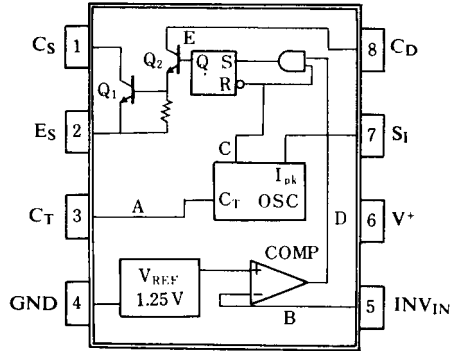 C_S 1 E 8 C_D
Q_2 Q S
Q_1 R
E_S 2 7 S_I
C I_pk
C_T 3 A C_T OSC 6 V+
D
COMP
V_REF +
1.25 V −
GND 4 B 5 INV_IN